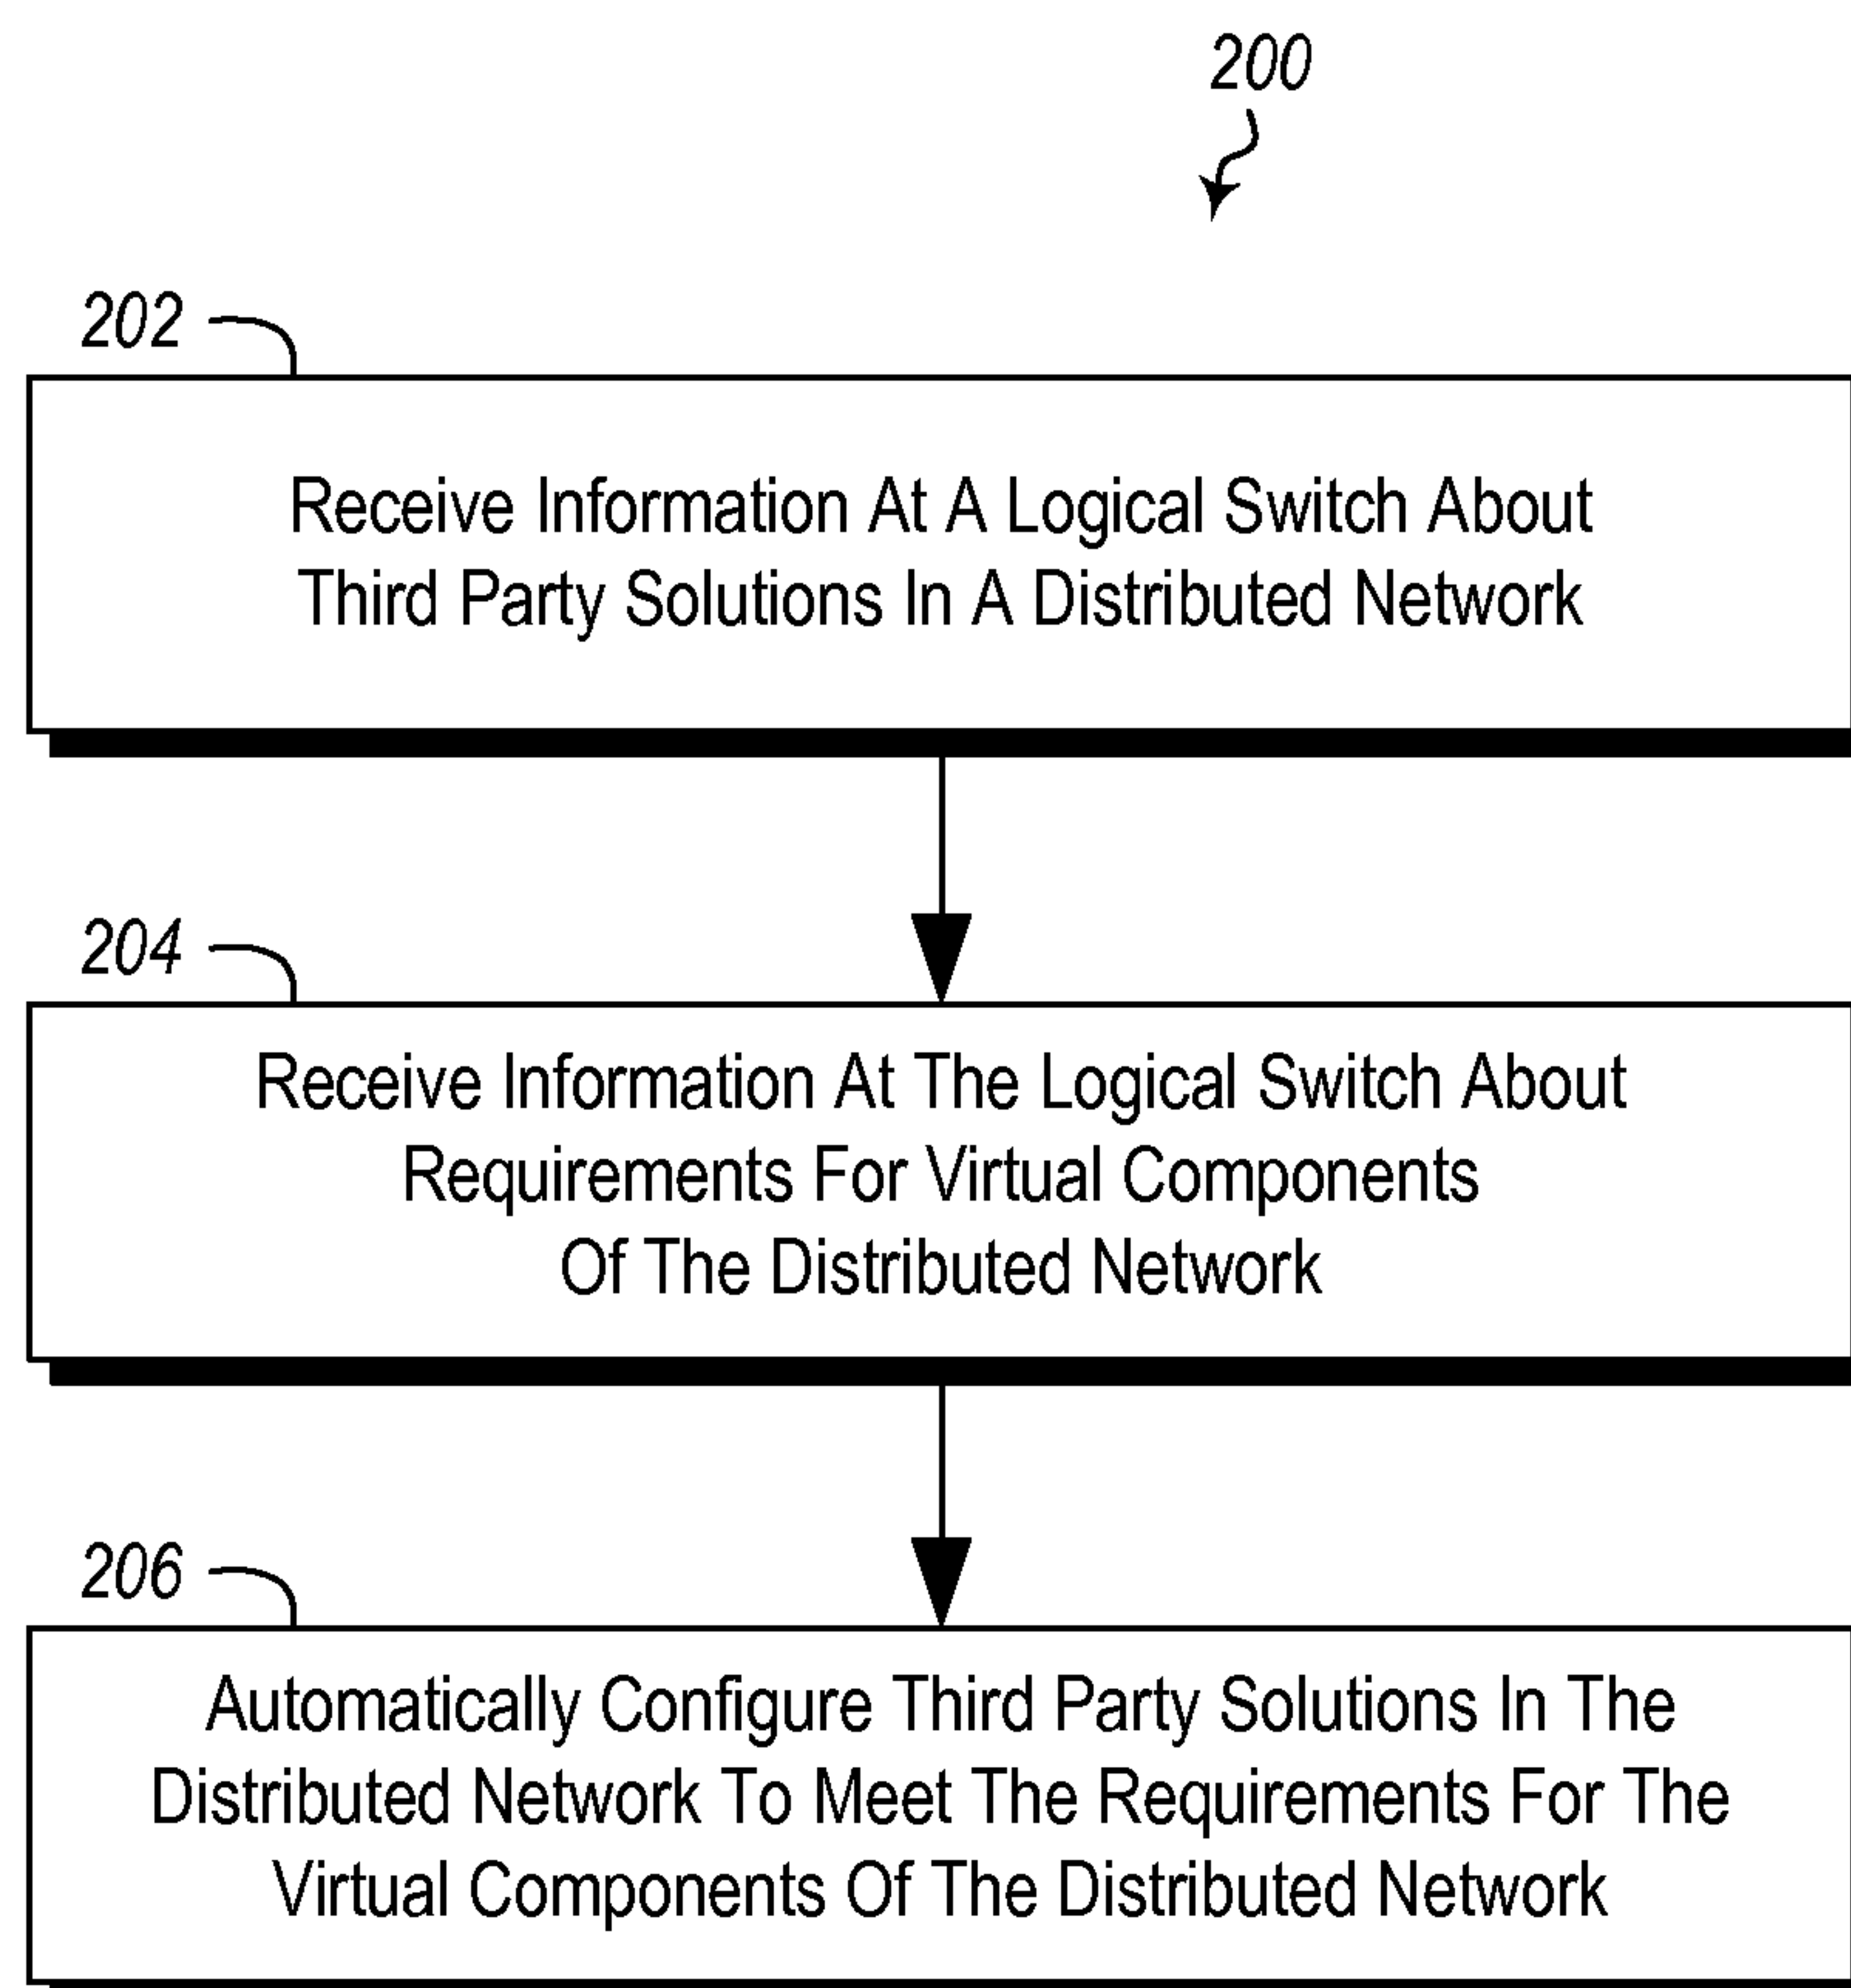 200
202
Receive Information At A Logical Switch About
Third Party Solutions In A Distributed Network
204
Receive Information At The Logical Switch About
Requirements For Virtual Components
Of The Distributed Network
206
Automatically Configure Third Party Solutions In The
Distributed Network To Meet The Requirements For The
Virtual Components Of The Distributed Network